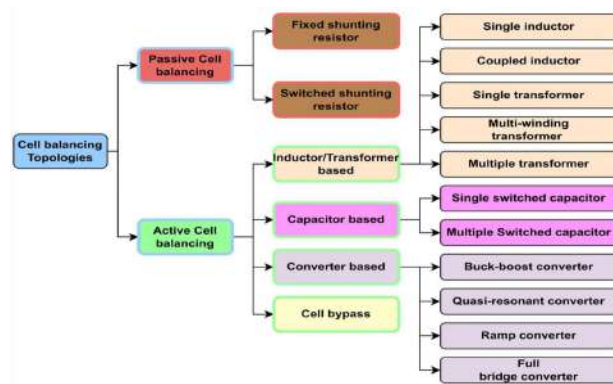 Cell balancing
Topologies
Passive Cell
balancing
Active Cell
balancing
Fixed shunting
resistor
Switched shunting
resistor
Inductor/Transformer
based
Capacitor based
Converter based
Cell bypass
Single inductor
Coupled inductor
Single transformer
Multi-winding
transformer
Multiple transformer
Single switched capacitor
Multiple Switched capacitor
Buck-boost converter
Quasi-resonant converter
Ramp converter
Full
bridge converter